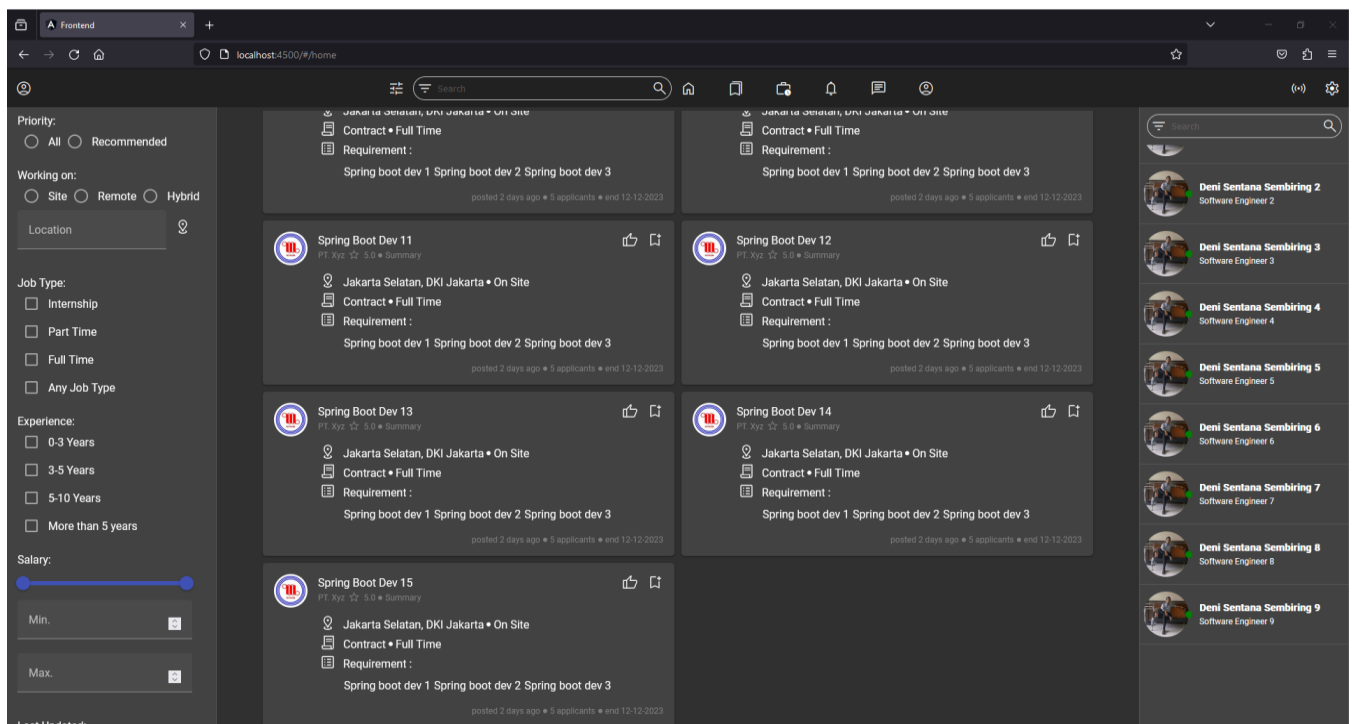 Frontend
localhost:4500/#/home
Search
Priority:
All
Recommended
Working on:
Site
Remote
Hybrid
Location
Job Type:
Internship
Part Time
Full Time
Any Job Type
Experience:
0-3 Years
3-5 Years
5-10 Years
More than 5 years
Salary:
Min.
Max.
Last Updated:
Jakarta Selatan, DKI Jakarta • On Site
Contract • Full Time
Requirement :
Spring boot dev 1 Spring boot dev 2 Spring boot dev 3
posted 2 days ago ● 5 applicants ● end 12-12-2023
Jakarta Selatan, DKI Jakarta • On Site
Contract • Full Time
Requirement :
Spring boot dev 1 Spring boot dev 2 Spring boot dev 3
posted 2 days ago ● 5 applicants ● end 12-12-2023
Spring Boot Dev 11
PT. Xyz ☆ 5.0 ● Summary
Jakarta Selatan, DKI Jakarta • On Site
Contract • Full Time
Requirement :
Spring boot dev 1 Spring boot dev 2 Spring boot dev 3
posted 2 days ago ● 5 applicants ● end 12-12-2023
Spring Boot Dev 12
PT. Xyz ☆ 5.0 ● Summary
Jakarta Selatan, DKI Jakarta • On Site
Contract • Full Time
Requirement :
Spring boot dev 1 Spring boot dev 2 Spring boot dev 3
posted 2 days ago ● 5 applicants ● end 12-12-2023
Spring Boot Dev 13
PT. Xyz ☆ 5.0 ● Summary
Jakarta Selatan, DKI Jakarta • On Site
Contract • Full Time
Requirement :
Spring boot dev 1 Spring boot dev 2 Spring boot dev 3
posted 2 days ago ● 5 applicants ● end 12-12-2023
Spring Boot Dev 14
PT. Xyz ☆ 5.0 ● Summary
Jakarta Selatan, DKI Jakarta • On Site
Contract • Full Time
Requirement :
Spring boot dev 1 Spring boot dev 2 Spring boot dev 3
posted 2 days ago ● 5 applicants ● end 12-12-2023
Spring Boot Dev 15
PT. Xyz ☆ 5.0 ● Summary
Jakarta Selatan, DKI Jakarta • On Site
Contract • Full Time
Requirement :
Spring boot dev 1 Spring boot dev 2 Spring boot dev 3
posted 2 days ago ● 5 applicants ● end 12-12-2023
Search
Deni Sentana Sembiring 2
Software Engineer 2
Deni Sentana Sembiring 3
Software Engineer 3
Deni Sentana Sembiring 4
Software Engineer 4
Deni Sentana Sembiring 5
Software Engineer 5
Deni Sentana Sembiring 6
Software Engineer 6
Deni Sentana Sembiring 7
Software Engineer 7
Deni Sentana Sembiring 8
Software Engineer 8
Deni Sentana Sembiring 9
Software Engineer 9